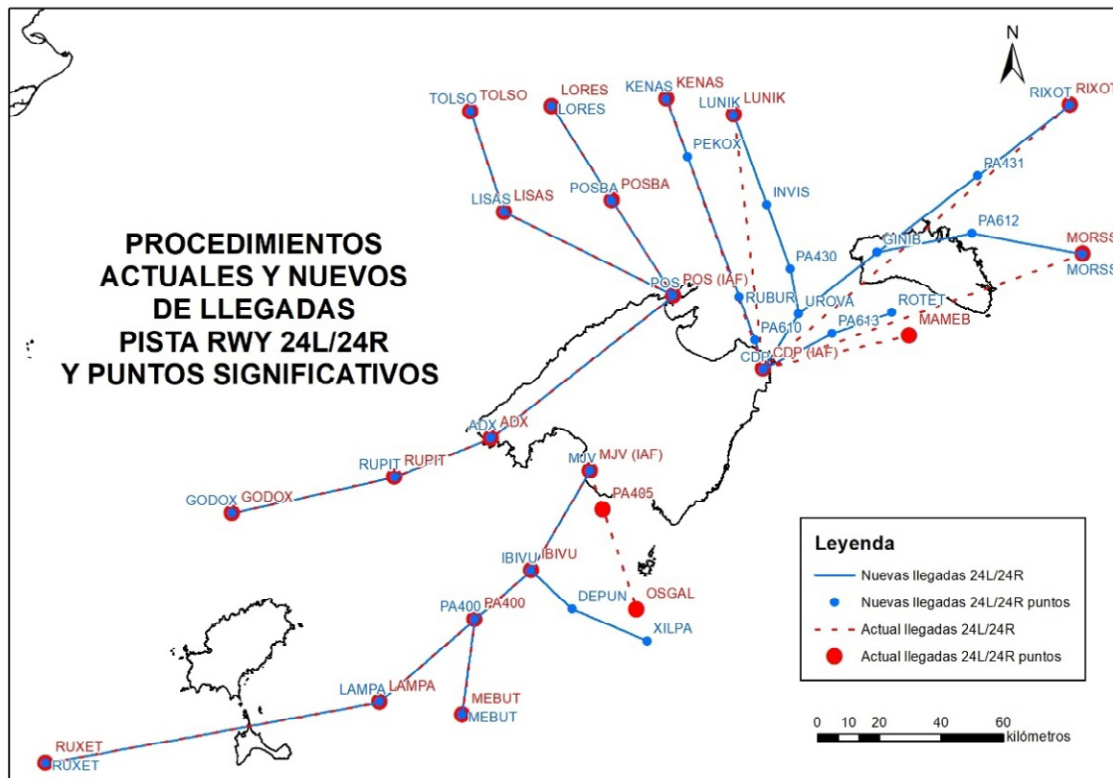 N
TOLSO TOLSO
LORES
LORES
KENAS KENAS
LUNIK LUNIK
RIXOT RIXOT
PEKOX
PA431
LISAS LISAS
POSBA POSBA
INVIS
PA612
GINIB
MORSS
MORSS
PROCEDIMIENTOS
ACTUALES Y NUEVOS
DE LLEGADAS
PISTA RWY 24L/24R
Y PUNTOS SIGNIFICATIVOS
PA430
POS POS (IAF)
RUBUR UROVA
ROTET
MAMEB
PA610
PA613
CDP CDP (IAF)
ADX ADX
RUPIT RUPIT
MJV MJV (IAF)
GODOX GODOX
PA405
IBIVU IBIVU
DEPUN OSGAL
PA400 PA400
XILPA
LAMPA LAMPA
MEBUT
MEBUT
RUXET
RUXET
Leyenda
Nuevas llegadas 24L/24R
Nuevas llegadas 24L/24R puntos
Actual llegadas 24L/24R
Actual llegadas 24L/24R puntos
0 10 20 40 60
kilómetros